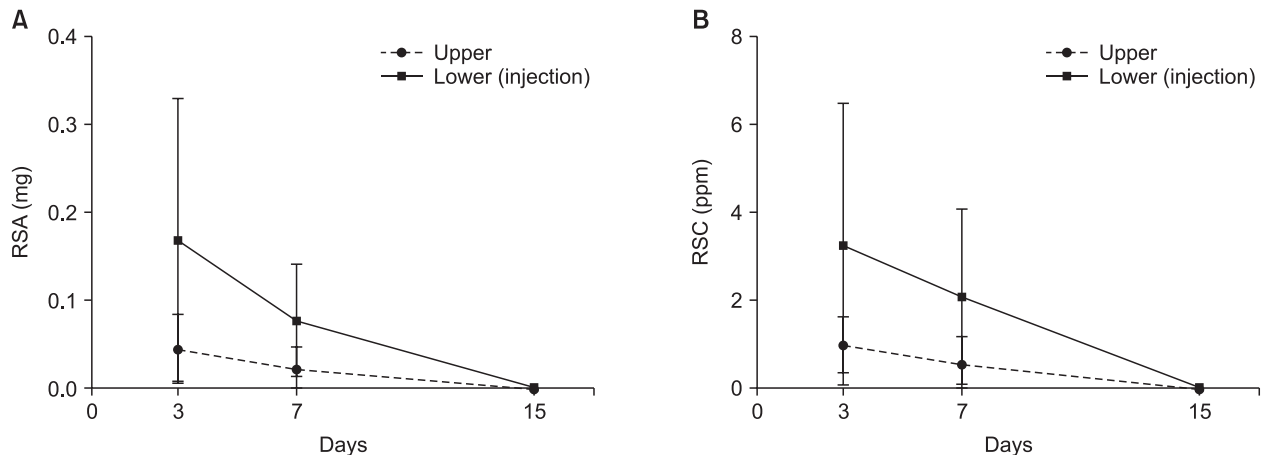 A
0.4
0.3
0.2
0.1
0.0
RSA (mg)
0
3
7
15
Days
Upper
Lower (injection)
B
8
6
4
2
0
RSC (ppm)
0
3
7
15
Days
Upper
Lower (injection)